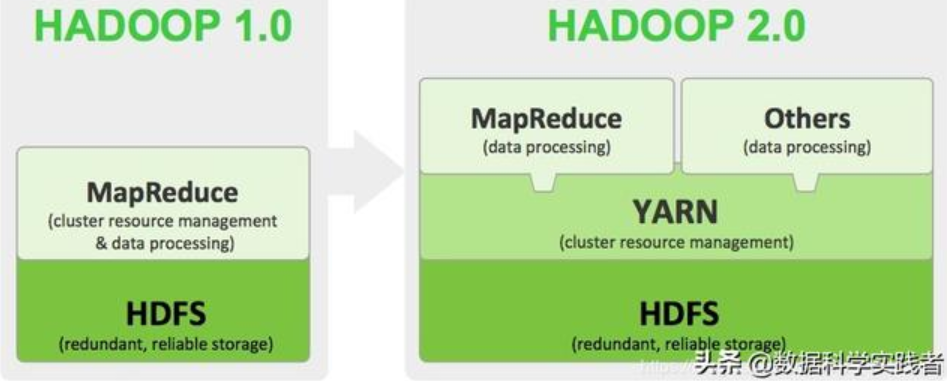 HADOOP 1.0
MapReduce
(cluster resource management
& data processing)
HDFS
(redundant, reliable storage)
HADOOP 2.0
MapReduce
(data processing)
Others
(data processing)
YARN
(cluster resource management)
HDFS
(redundant, reliable storage)
头条 @数据科学实践者